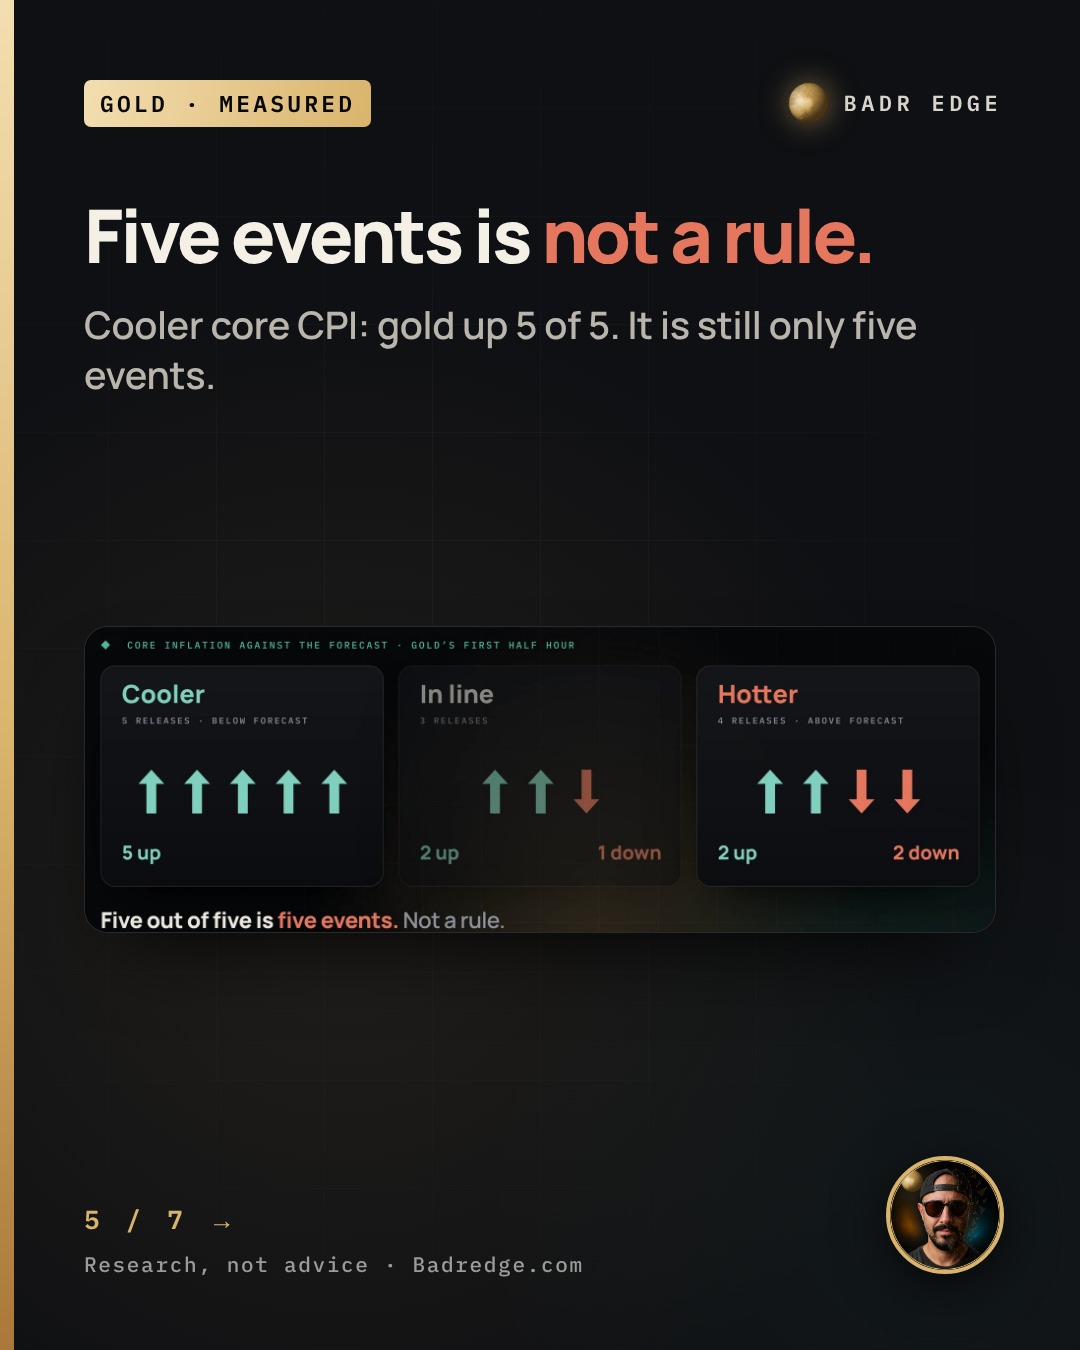 GOLD · MEASURED
BADR EDGE
Five events is not a rule.
Cooler core CPI: gold up 5 of 5. It is still only five
events.
CORE INFLATION AGAINST THE FORECAST · GOLD'S FIRST HALF HOUR
Cooler
5 RELEASES · BELOW FORECAST
5 up
In line
3 RELEASES
2 up 1 down
Hotter
4 RELEASES · ABOVE FORECAST
2 up 2 down
Five out of five is five events. Not a rule.
5 / 7 →
Research, not advice · Badredge.com